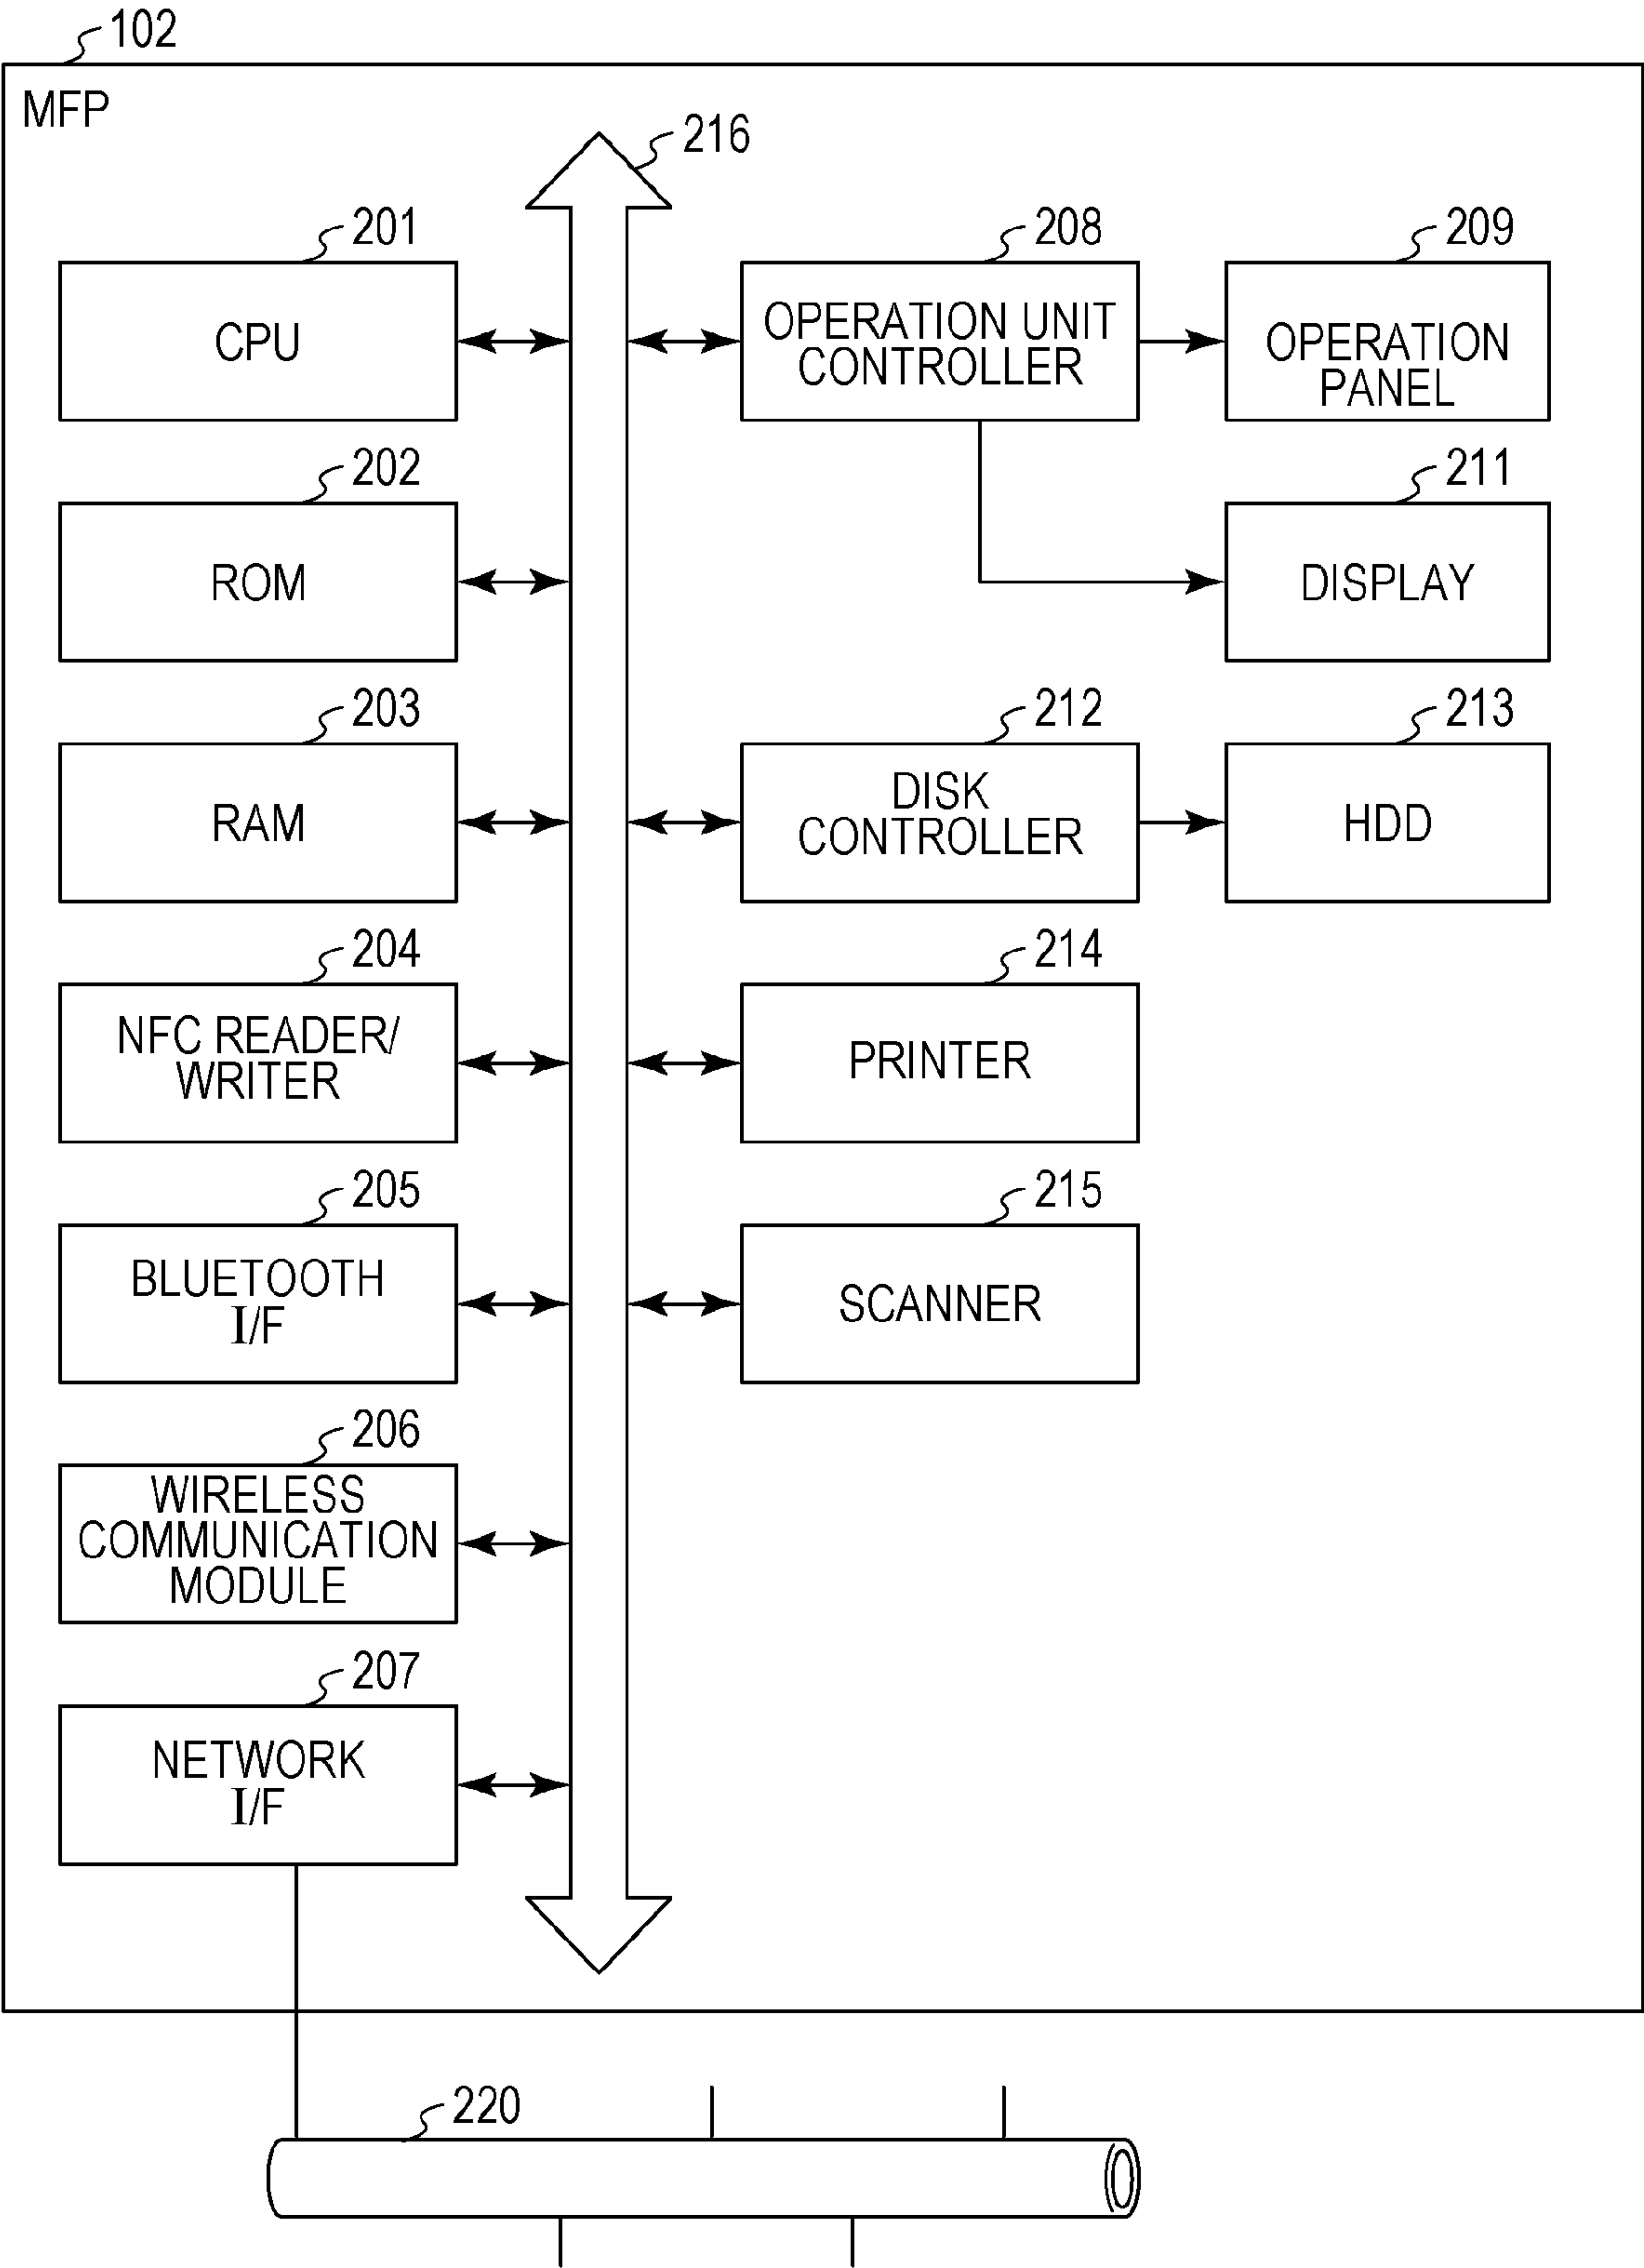 102
MFP
216
201
CPU
208
OPERATION UNIT
CONTROLLER
209
OPERATION
PANEL
202
ROM
211
DISPLAY
203
RAM
212
DISK
CONTROLLER
213
HDD
204
NFC READER/
WRITER
214
PRINTER
205
BLUETOOTH
I/F
215
SCANNER
206
WIRELESS
COMMUNICATION
MODULE
207
NETWORK
I/F
220